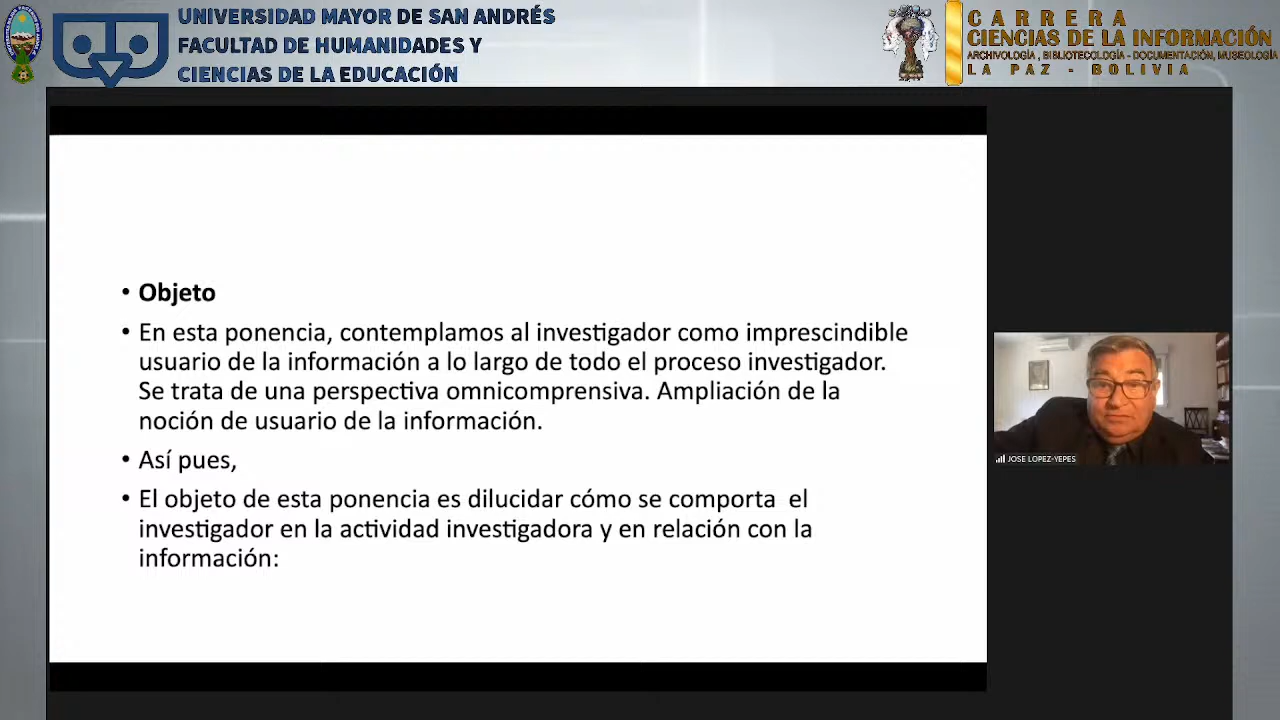 UNIVERSIDAD MAYOR DE SAN ANDRÉS
FACULTAD DE HUMANIDADES Y
CIENCIAS DE LA EDUCACIÓN
CARRERA
CIENCIAS DE LA INFORMACIÓN
ARCHIVOLOGÍA , BIBLIOTECOLOGÍA - DOCUMENTACIÓN, MUSEOLOGÍA
LA PAZ - BOLIVIA
• Objeto
• En esta ponencia, contemplamos al investigador como imprescindible
usuario de la información a lo largo de todo el proceso investigador.
Se trata de una perspectiva omnicomprensiva. Ampliación de la
noción de usuario de la información.
• Así pues,
• El objeto de esta ponencia es dilucidar cómo se comporta  el
investigador en la actividad investigadora y en relación con la
información:
JOSE LOPEZ-YEPES